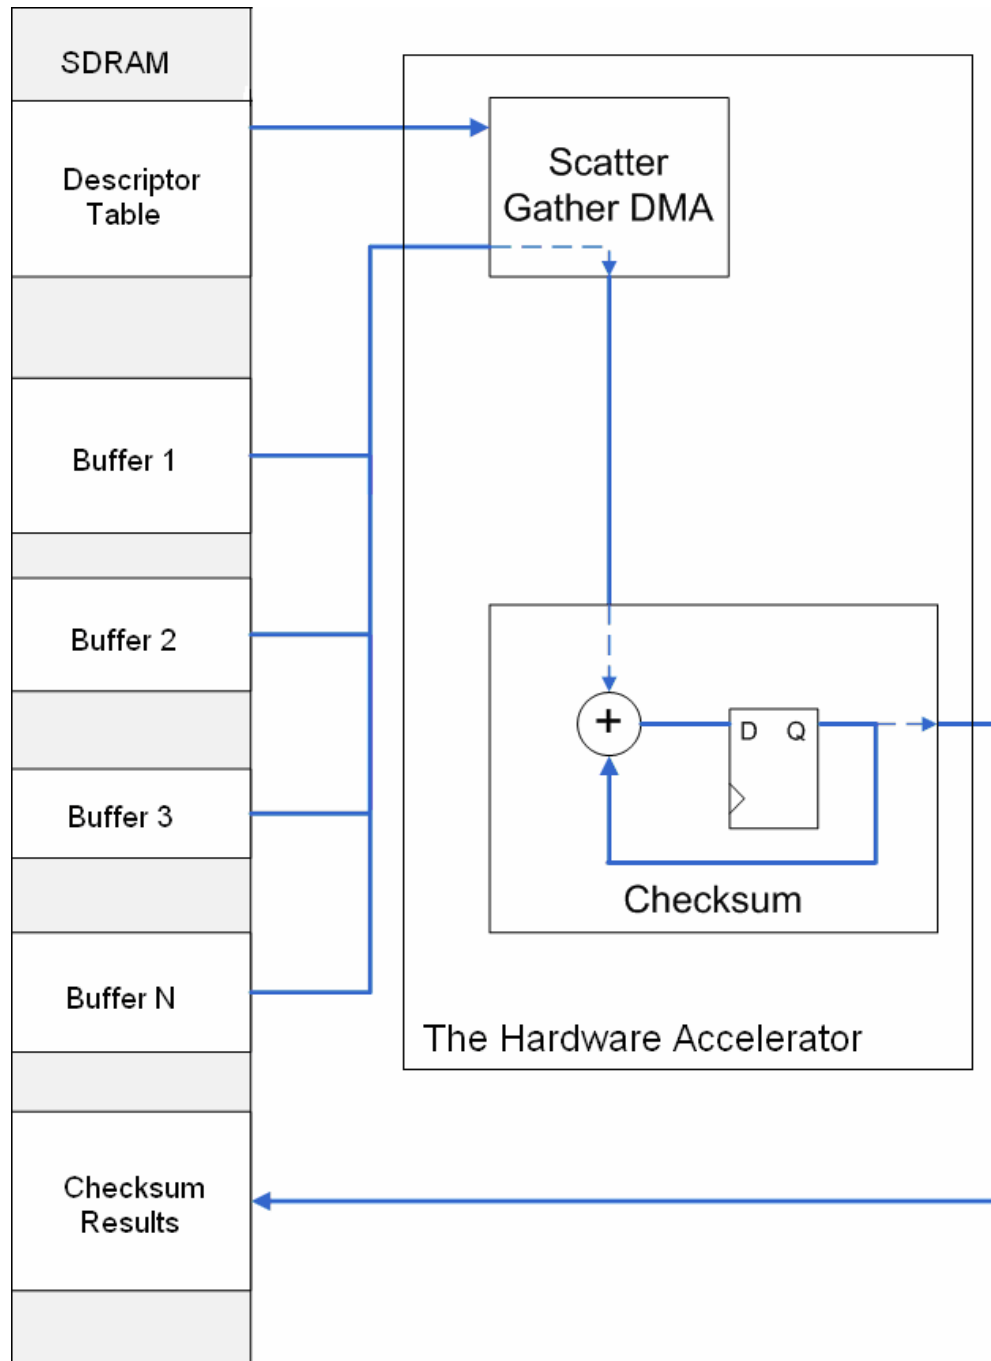 SDRAM
Descriptor
Table
Scatter
Gather DMA
Buffer 1
Buffer 2
+
D Q
Buffer 3
Checksum
Buffer N
The Hardware Accelerator
Checksum
Results